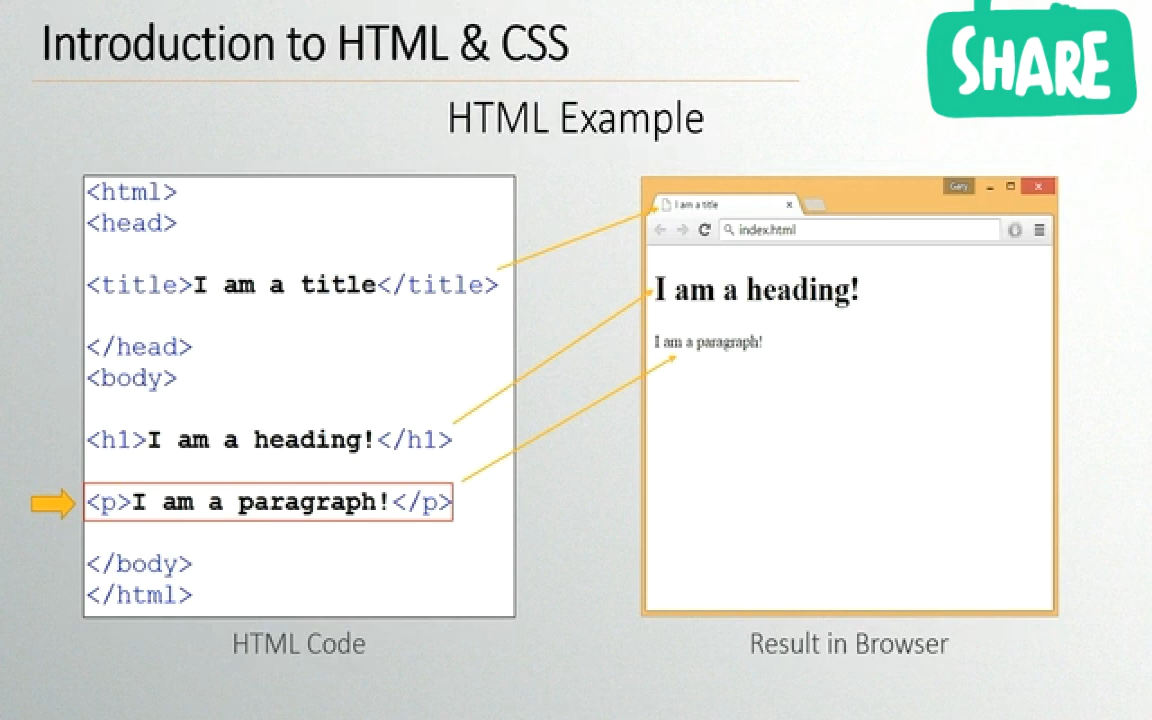 Introduction to HTML & CSS
SHARE
HTML Example
<html>
<head>
<title>I am a title</title>
</head>
<body>
<h1>I am a heading!</h1>
<p>I am a paragraph!</p>
</body>
</html>
HTML Code
Gary
I am a title
index.html
I am a heading!
I am a paragraph!
Result in Browser